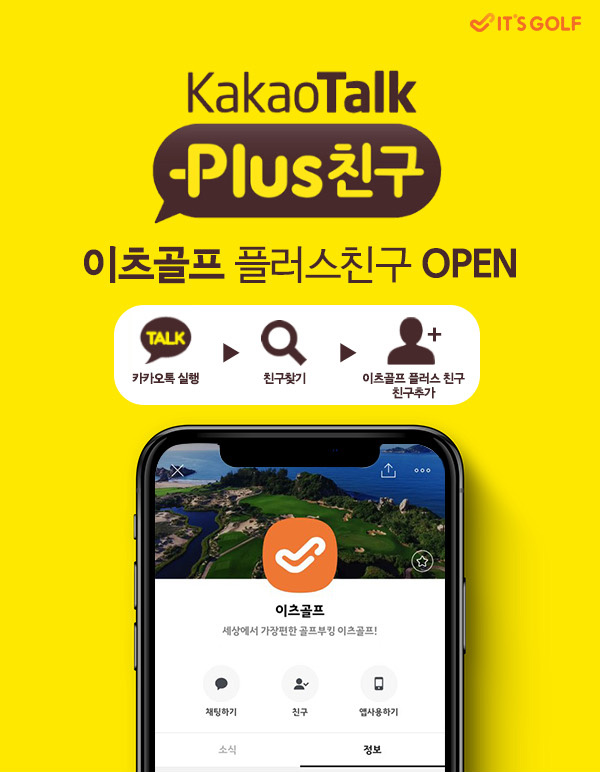 IT'S GOLF
KakaoTalk
-Plus친구
이츠골프 플러스친구 OPEN
TALK
카카오톡 실행
친구찾기
이츠골프 플러스 친구
친구추가
이츠골프
세상에서 가장편한 골프부킹 이츠골프!
채팅하기
친구
앱사용하기
소식
정보